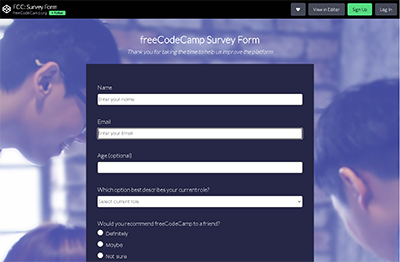 FCC: Survey Form
freeCodeCamp.org
View in Editor
Sign Up
Log In
freeCodeCamp Survey Form
Thank you for taking the time to help us improve the platform
Name
Enter your name
Email
Enter your Email
Age (optional)
Which option best describes your current role?
Select current role
Would you recommend freeCodeCamp to a friend?
Definitely
Maybe
Not sure